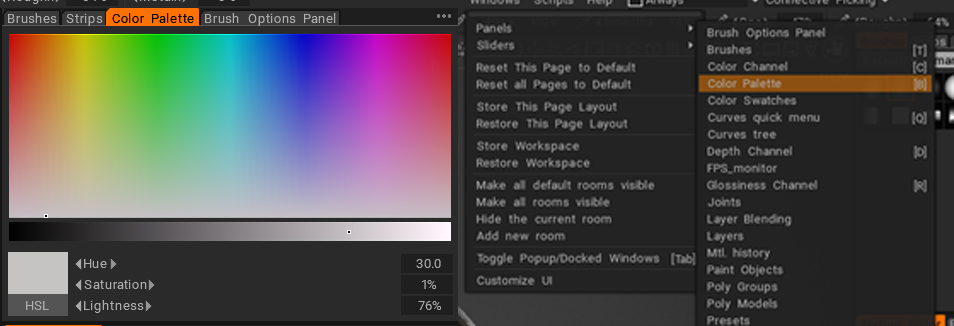 Brushes Strips Color Palette Brush Options Panel ...
Hue 30.0
Saturation 1%
HSL Lightness 76%
Windows Scripts Help Always
Connective Picking
Panels
Sliders
Reset This Page to Default
Reset all Pages to Default
Store This Page Layout
Restore This Page Layout
Store Workspace
Restore Workspace
Make all default rooms visible
Make all rooms visible
Hide the current room
Add new room
Toggle Popup/Docked Windows [Tab]
Customize UI
Brush Options Panel
Brushes [T]
Color Channel [C]
Color Palette [B]
Color Swatches
Curves quick menu [Q]
Curves tree
Depth Channel [D]
FPS_monitor
Glossiness Channel [R]
Joints
Layer Blending
Layers
Mtl. history
Paint Objects
Poly Groups
Poly Models
Presets